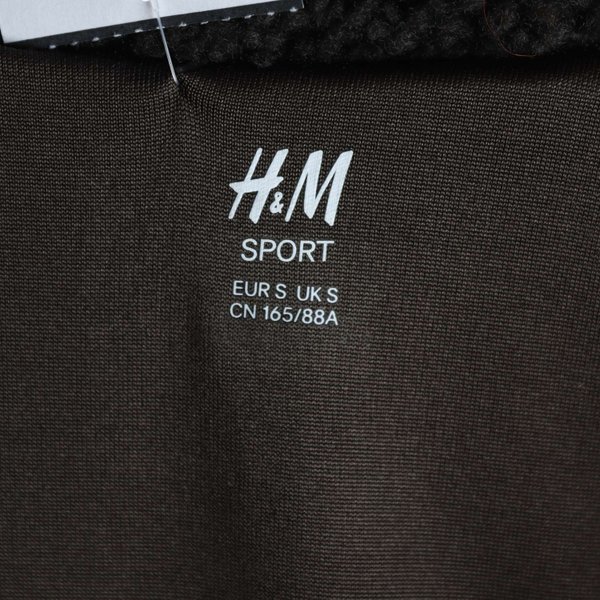 H&M
SPORT
EUR S UK S
CN 165/88A